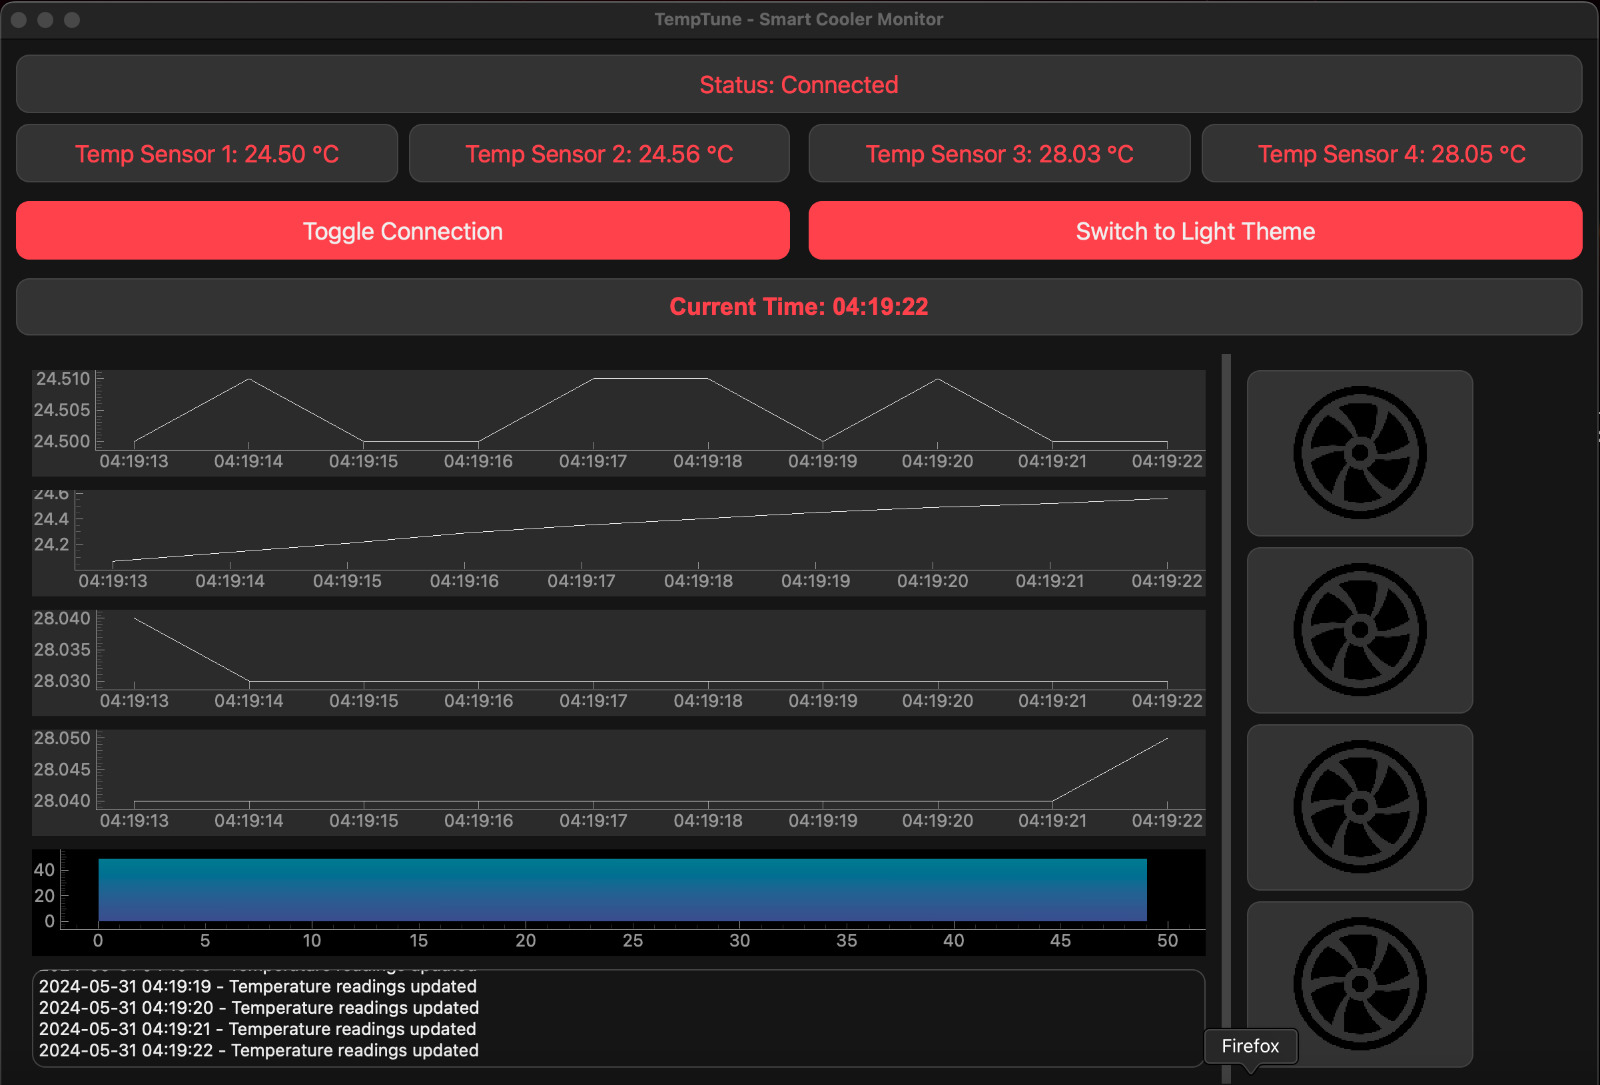 TempTune - Smart Cooler Monitor
Status: Connected
Temp Sensor 1: 24.50 °C
Temp Sensor 2: 24.56 °C
Temp Sensor 3: 28.03 °C
Temp Sensor 4: 28.05 °C
Toggle Connection
Switch to Light Theme
Current Time: 04:19:22
24.510
24.505
24.500
04:19:13 04:19:14 04:19:15 04:19:16 04:19:17 04:19:18 04:19:19 04:19:20 04:19:21 04:19:22
24.6
24.4
24.2
04:19:13 04:19:14 04:19:15 04:19:16 04:19:17 04:19:18 04:19:19 04:19:20 04:19:21 04:19:22
28.040
28.035
28.030
04:19:13 04:19:14 04:19:15 04:19:16 04:19:17 04:19:18 04:19:19 04:19:20 04:19:21 04:19:22
28.050
28.045
28.040
04:19:13 04:19:14 04:19:15 04:19:16 04:19:17 04:19:18 04:19:19 04:19:20 04:19:21 04:19:22
40
20
0
0 5 10 15 20 25 30 35 40 45 50
2024-05-31 04:19:19 - Temperature readings updated
2024-05-31 04:19:20 - Temperature readings updated
2024-05-31 04:19:21 - Temperature readings updated
2024-05-31 04:19:22 - Temperature readings updated
Firefox